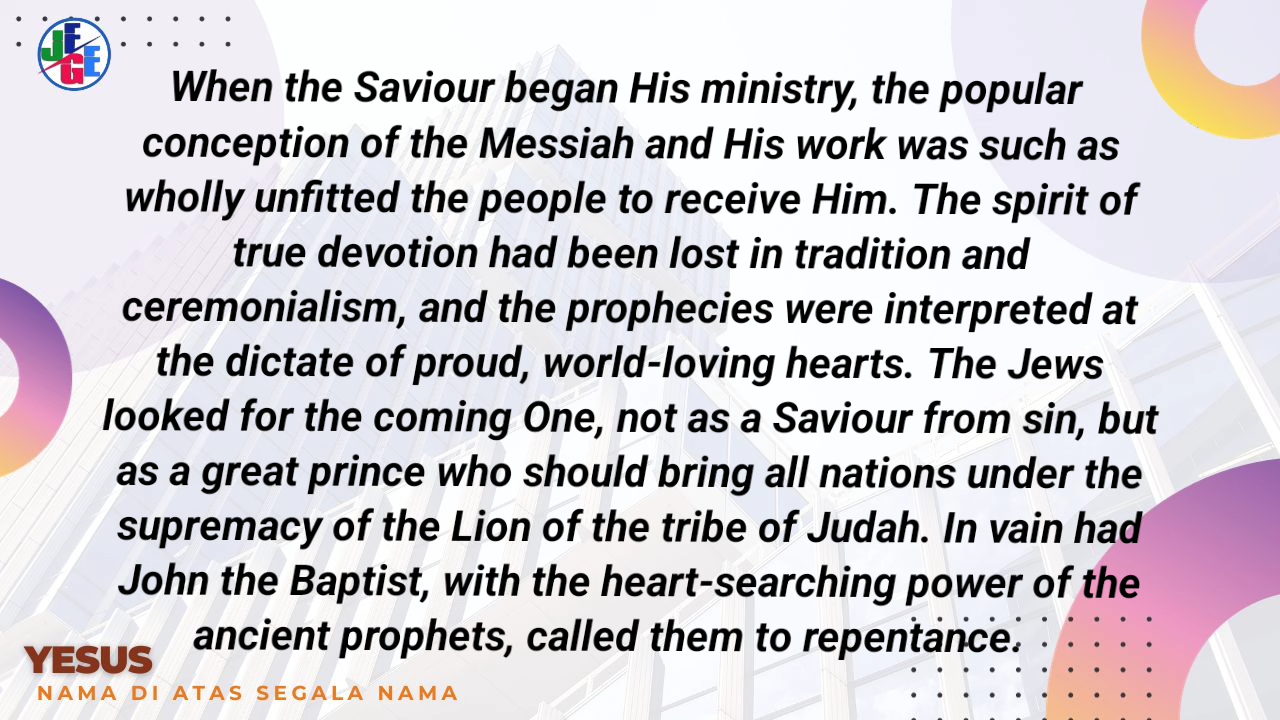 JEGE
When the Saviour began His ministry, the popular
conception of the Messiah and His work was such as
wholly unfitted the people to receive Him. The spirit of
true devotion had been lost in tradition and
ceremonialism, and the prophecies were interpreted at
the dictate of proud, world-loving hearts. The Jews
looked for the coming One, not as a Saviour from sin, but
as a great prince who should bring all nations under the
supremacy of the Lion of the tribe of Judah. In vain had
John the Baptist, with the heart-searching power of the
ancient prophets, called them to repentance.
YESUS
NAMA DI ATAS SEGALA NAMA